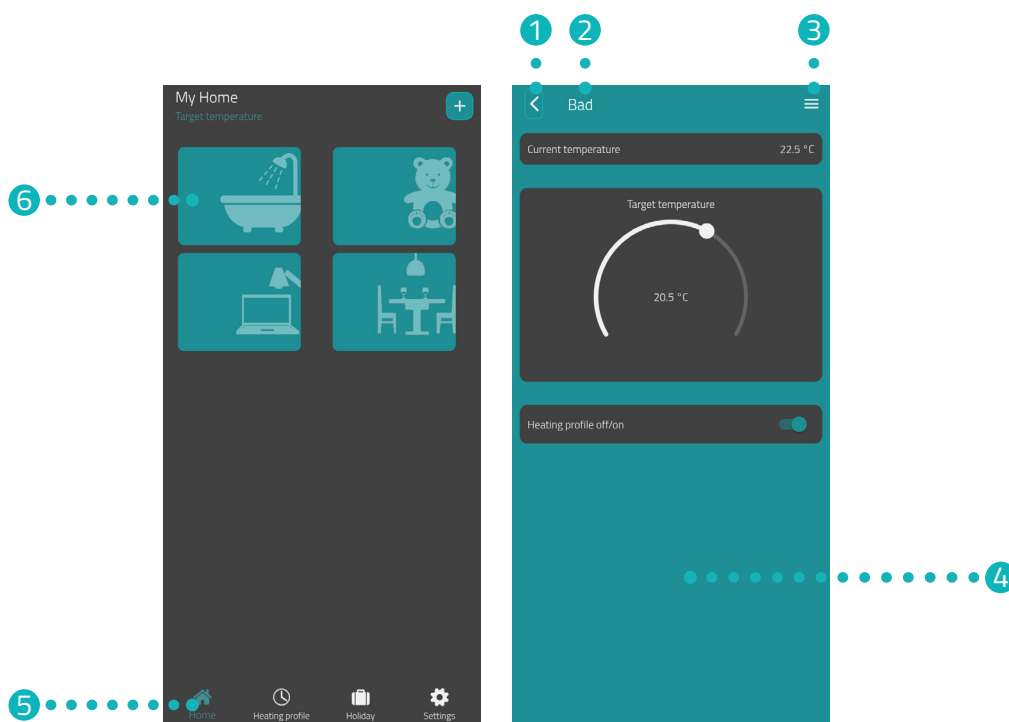 1 2 3
My Home
Target temperature
+
Bad
Current temperature 22.5 °C
6
Target temperature
20.5 °C
Heating profile off/on
4
5
Home Heating profile Holiday Settings